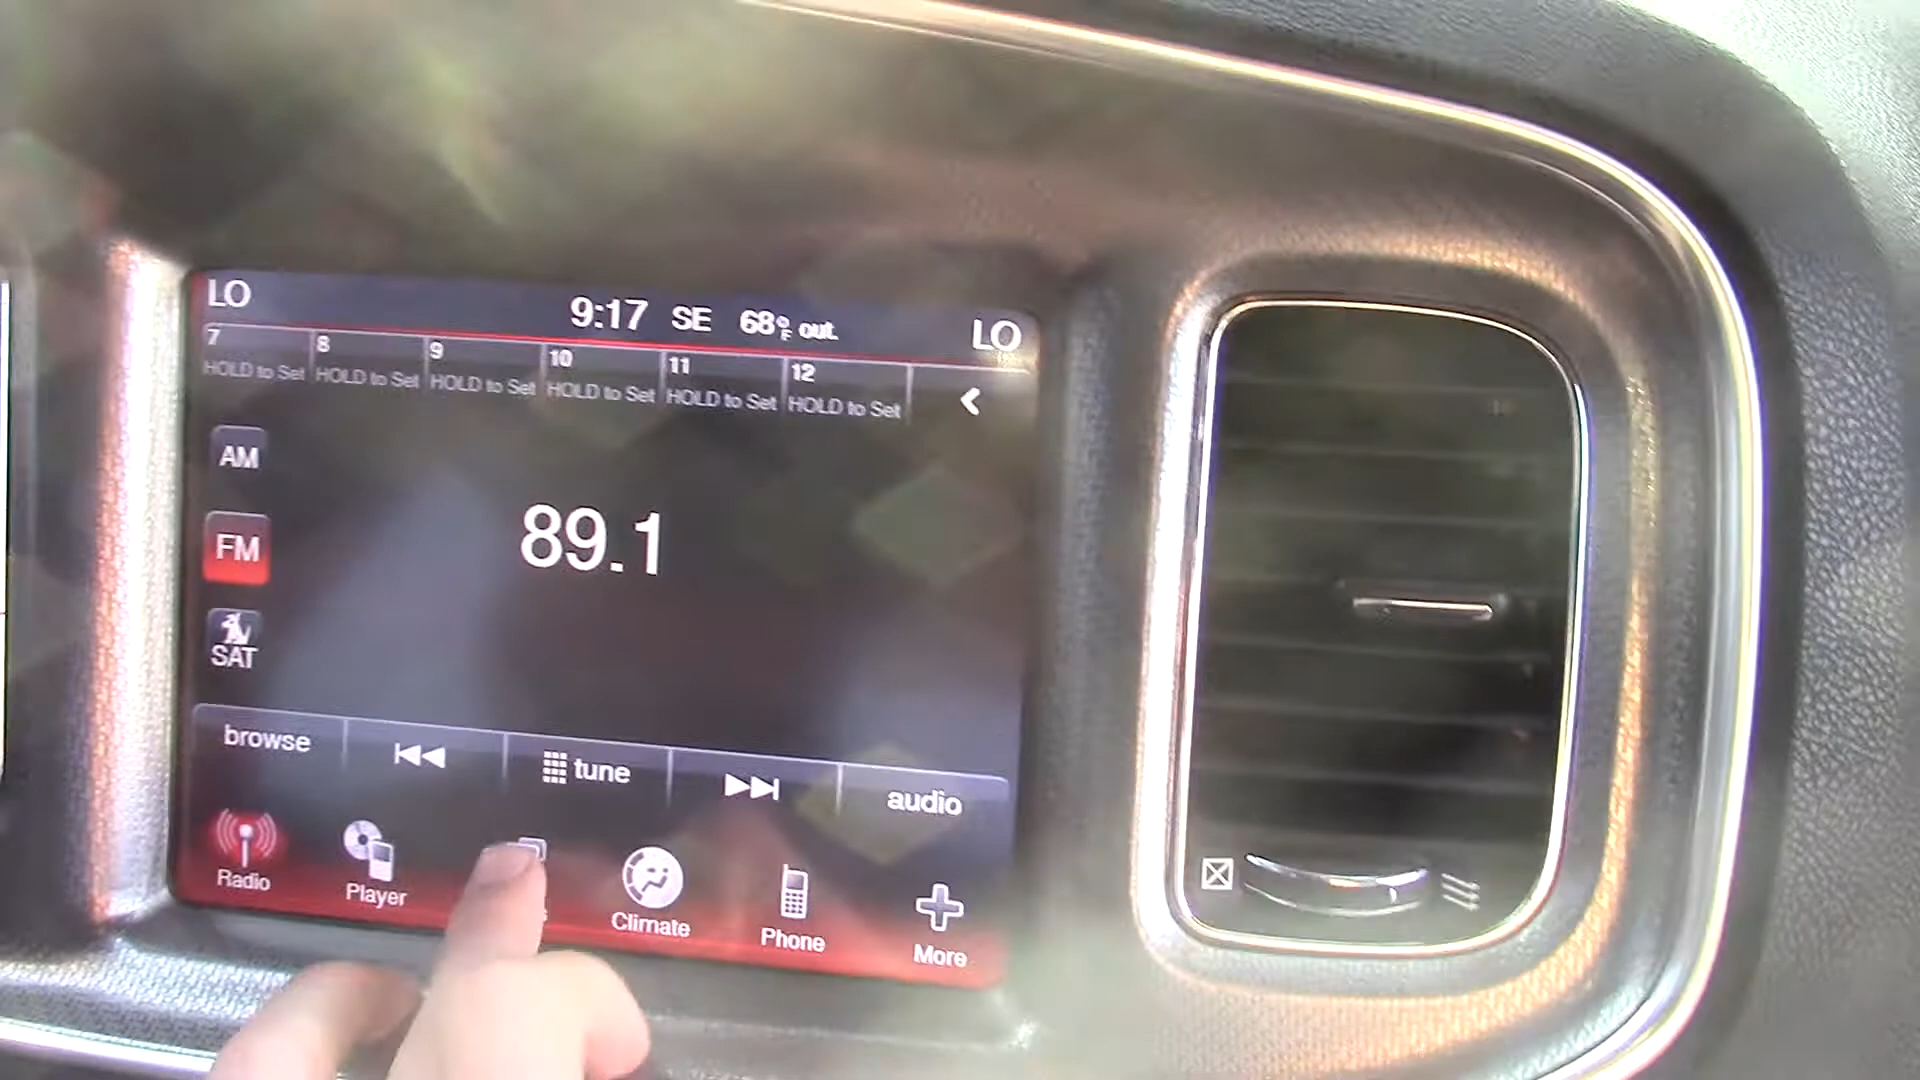 LO 9:17 SE 68°F out. LO
7 8 9 10 11 12
HOLD to Set HOLD to Set HOLD to Set HOLD to Set HOLD to Set HOLD to Set
AM
89.1
FM
SAT
browse tune audio
Radio Player Climate Phone More